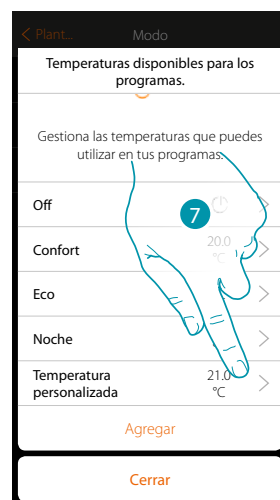 < Plant... Modo
Temperaturas disponibles para los
programas.
Gestiona las temperaturas que puedes
utilizar en tus programas.
Off
7
Confort 20.0
°C
Eco
Noche
Temperatura 21.0
personalizada °C
Agregar
Cerrar